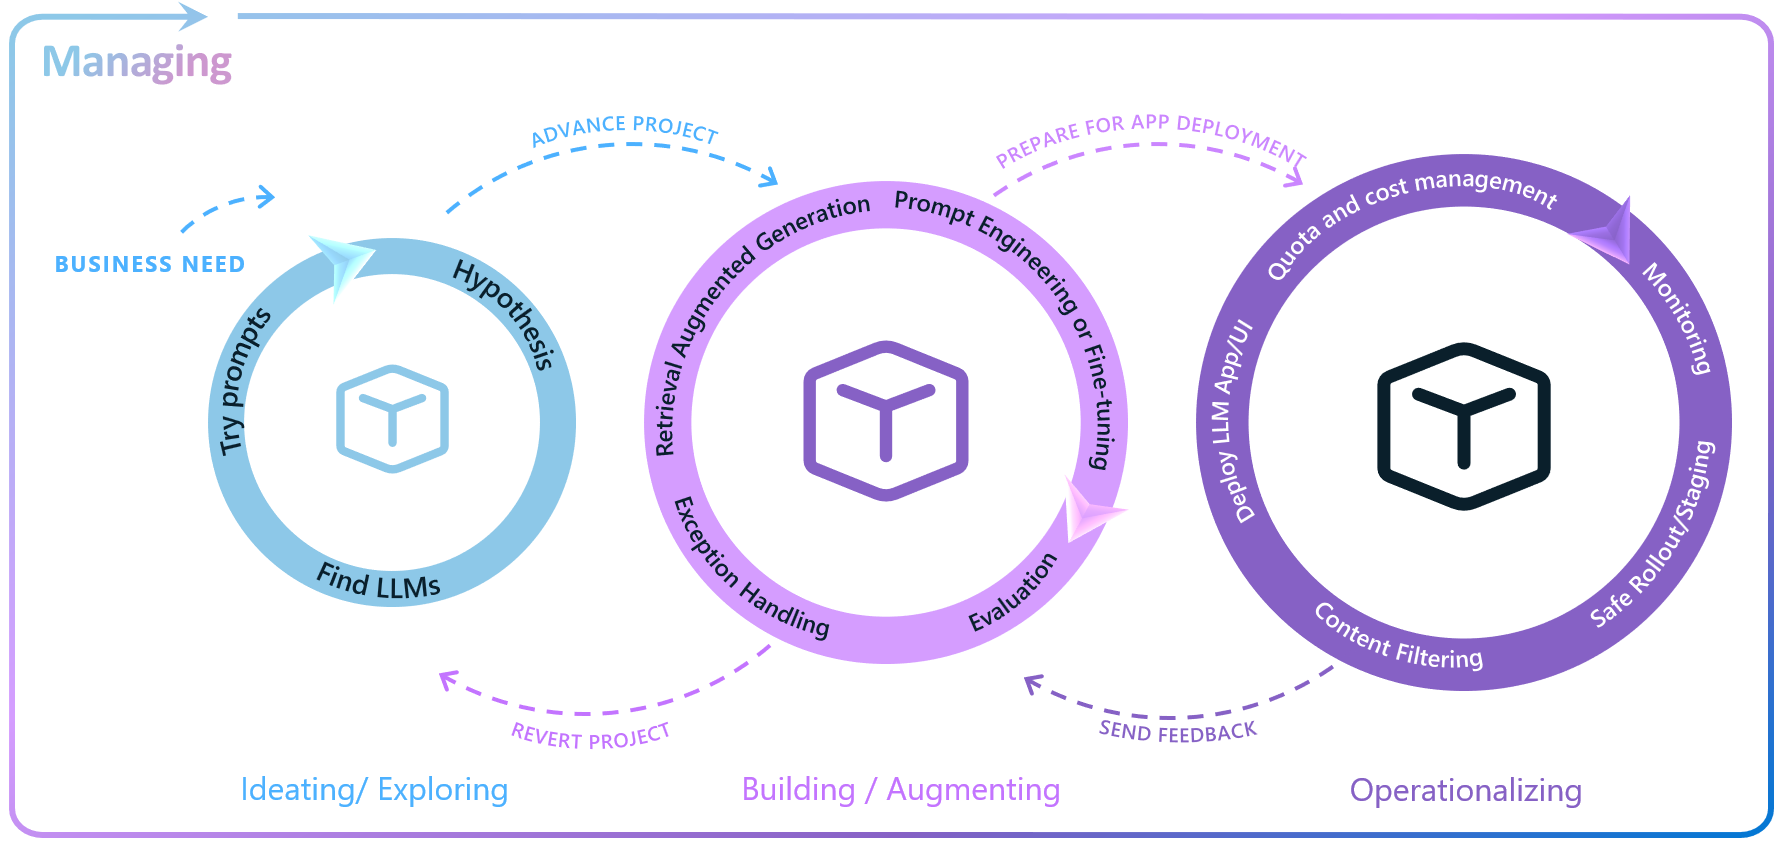 Managing
BUSINESS NEED
ADVANCE PROJECT
PREPARE FOR APP DEPLOYMENT
Try prompts
Hypothesis
Find LLMs
Retrieval Augmented Generation
Prompt Engineering or Fine-tuning
Exception Handling
Evaluation
Quota and cost management
Monitoring
Deploy LLM App/UI
Safe Rollout/Staging
Content Filtering
REVERT PROJECT
SEND FEEDBACK
Ideating/ Exploring
Building / Augmenting
Operationalizing